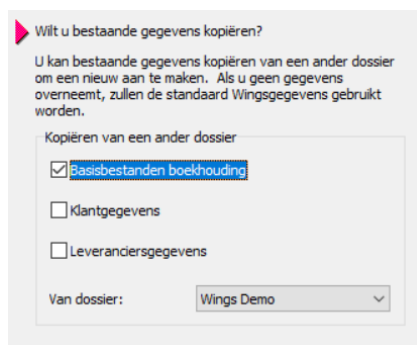 Wilt u bestaande gegevens kopiëren?
U kan bestaande gegevens kopiëren van een ander dossier
om een nieuw aan te maken. Als u geen gegevens
overneemt, zullen de standaard Wingsgegevens gebruikt
worden.
Kopiëren van een ander dossier
Basisbestanden boekhouding
Klantgegevens
Leveranciersgegevens
Van dossier: Wings Demo